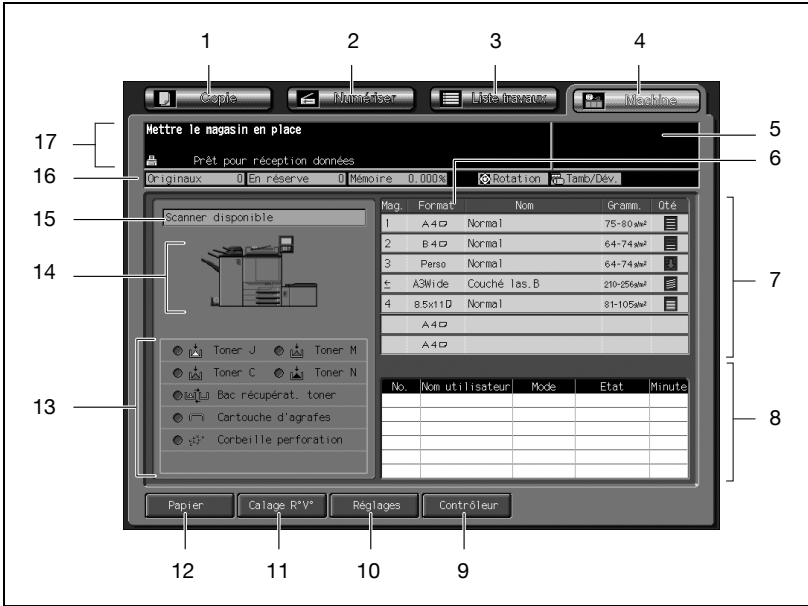 1 2 3 4
Copie Numériser Liste travaux Machine
Mettre le magasin en place
Prêt pour réception données
17
5
6
16
Originaux 0 En réserve 0 Mémoire 0.000% Rotation Tamb/Dév.
15
Scanner disponible
14
Mag. Format Nom Gramm. Qté
1 A4 Normal 75-80g/m²
2 B4 Normal 64-74g/m²
3 Perso Normal 64-74g/m²
A3Wide Couché las.B 210-256g/m²
4 8.5x11 Normal 81-105g/m²
A4
A4
7
13
Toner J Toner M
Toner C Toner N
Bac récupérat. toner
Cartouche d'agrafes
Corbeille perforation
No. Nom utilisateur Mode Etat Minute
8
Papier Calage R°V° Réglages Contrôleur
12 11 10 9